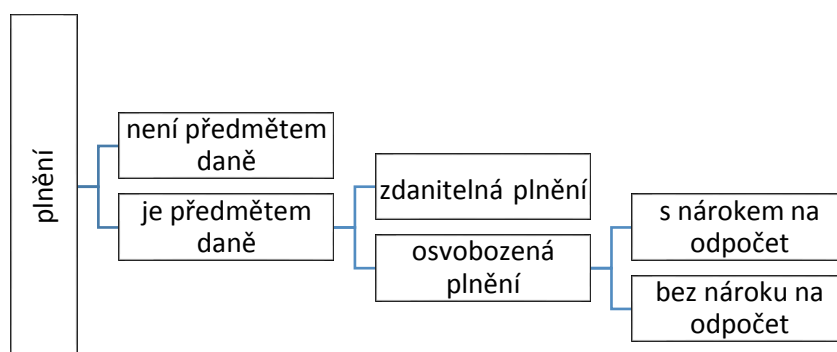 plnění
není předmětem
daně
je předmětem
daně
zdanitelná plnění
osvobozená
plnění
s nárokem na
odpočet
bez nároku na
odpočet